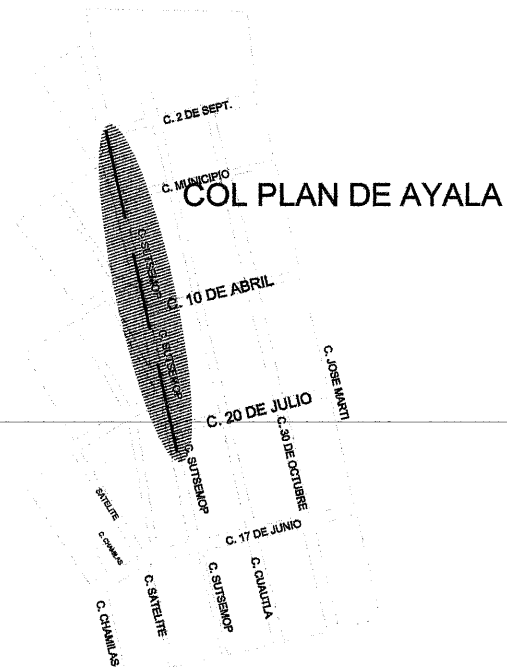 C. 2 DE SEPT.
C. MUNICIPIO
COL PLAN DE AYALA
C. SUTSEMOP
C. 10 DE ABRIL
C. SUTSEMOP
C. JOSE MARTI
C. 20 DE JULIO
C. 30 DE OCTUBRE
C. SUTSEMOP
SATELITE
C. CHAMILAS
C. 17 DE JUNIO
C. SATELITE
C. SUTSEMOP
C. CUAUTLA
C. CHAMILAS